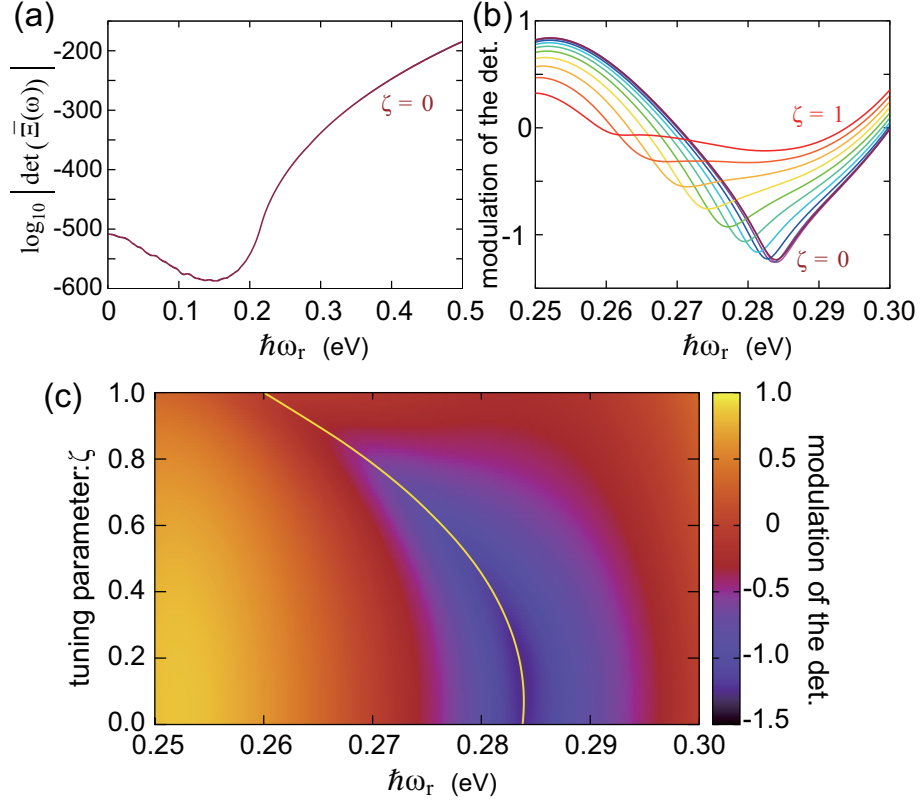 (a)
log₁₀ | det (Ξ̄(ω)) |
-200
-300
-400
-500
-600
ζ = 0
0 0.1 0.2 0.3 0.4 0.5
ℏω_r (eV)
(b)
modulation of the det.
1
0
-1
ζ = 1
ζ = 0
0.25 0.26 0.27 0.28 0.29 0.30
ℏω_r (eV)
(c)
tuning parameter:ζ
1.0
0.8
0.6
0.4
0.2
0.0
0.25 0.26 0.27 0.28 0.29 0.30
ℏω_r (eV)
1.0
0.5
0
-0.5
-1.0
-1.5
modulation of the det.